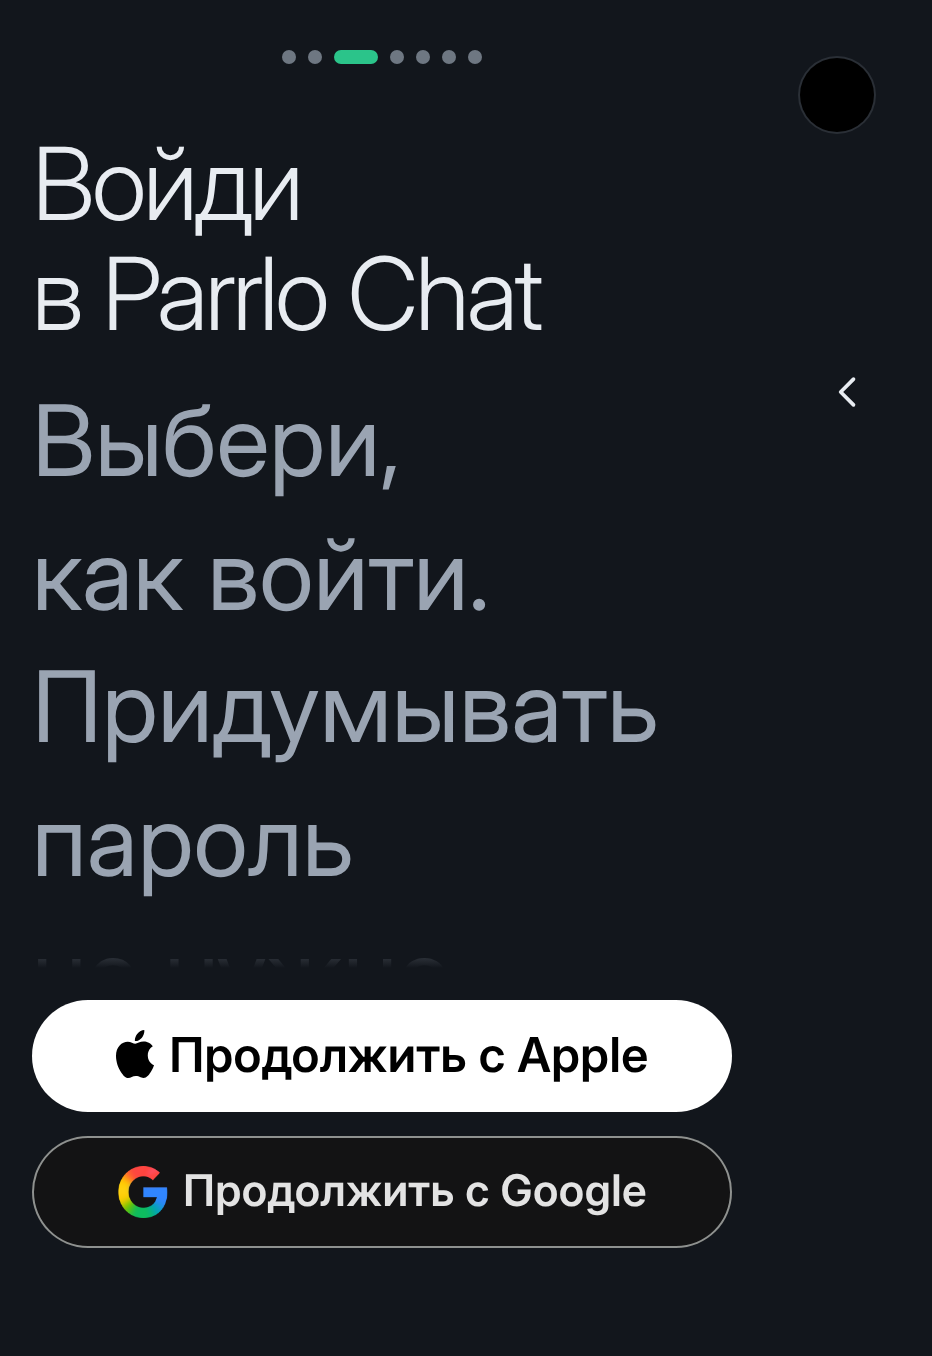 Войди
в Parrlo Chat
Выбери,
как войти.
Придумывать
пароль
Продолжить с Apple
Продолжить с Google